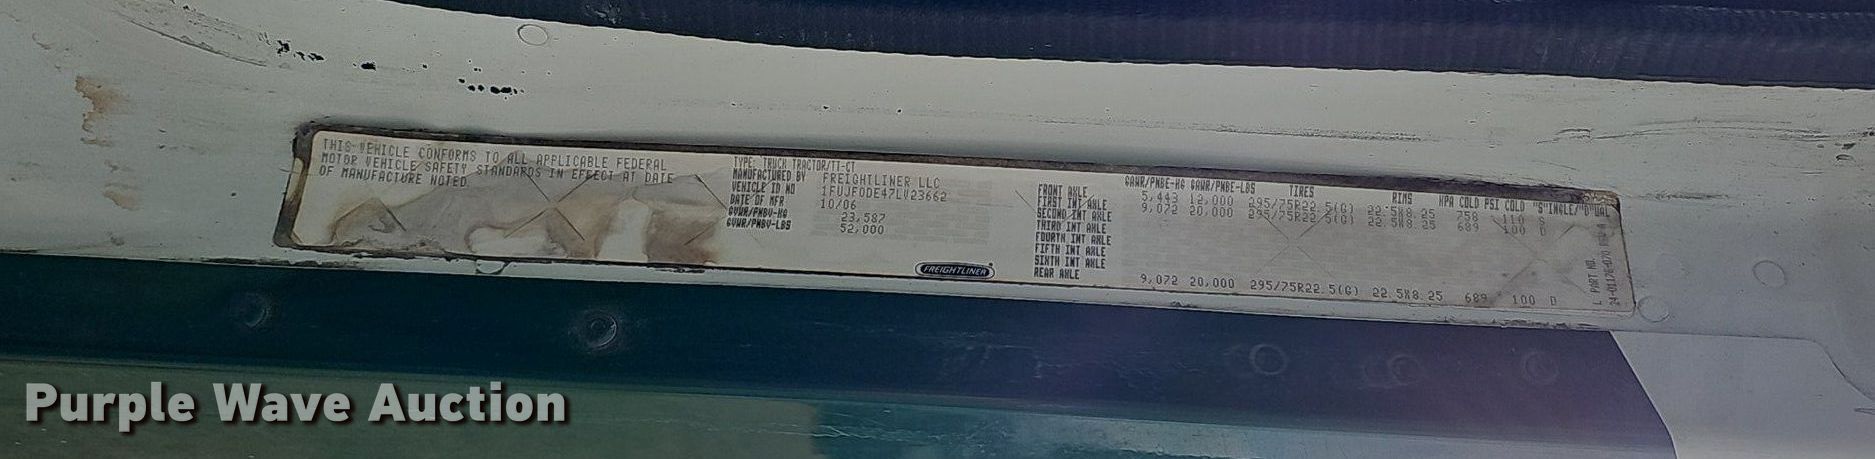 THIS VEHICLE CONFORMS TO ALL APPLICABLE FEDERAL
MOTOR VEHICLE SAFETY STANDARDS IN EFFECT AT DATE
OF MANUFACTURE NOTED
TYPE: TRUCK TRACTOR/TT-CT
MANUFACTURED BY FREIGHTLINER LLC
VEHICLE ID NO 1FUJF0DE47LV23662
DATE OF MFR 10/06
GVWR/PNBV-KG 23,587
GVWR/PNBV-LBS 52,000
FREIGHTLINER
GAWR/PNBE-KG GAWR/PNBE-LBS TIRES RIMS KPA COLD PSI COLD "S"INGLE/"D"UAL
FRONT AXLE 5,443 12,000 295/75R22.5(G) 22.5X8.25 758 110
FIRST INT AXLE 9,072 20,000 295/75R22.5(G) 22.5X8.25 689 100 D
SECOND INT AXLE
THIRD INT AXLE
FOURTH INT AXLE
FIFTH INT AXLE
SIXTH INT AXLE
REAR AXLE 9,072 20,000 295/75R22.5(G) 22.5X8.25 689 100 D
PART NO.
Purple Wave Auction